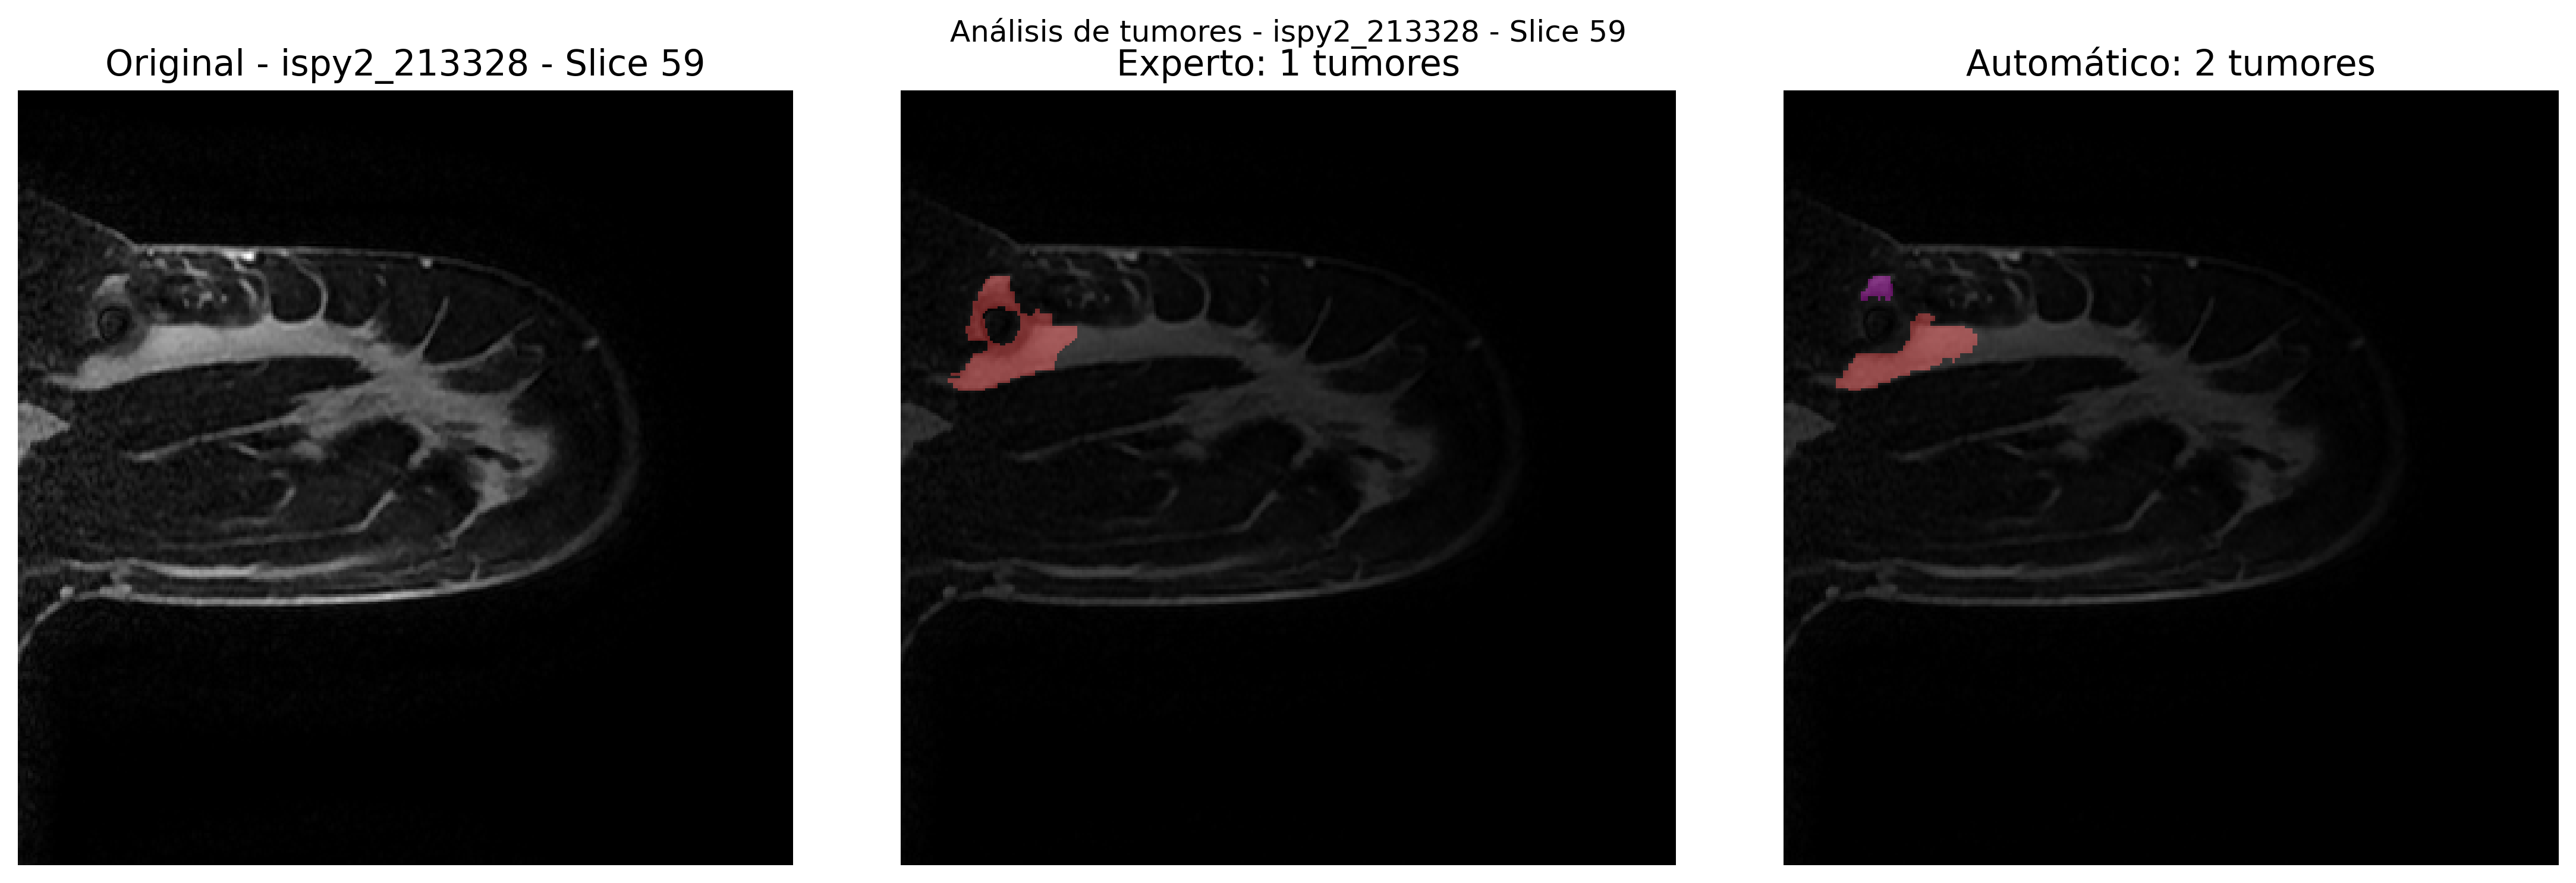 Análisis de tumores - ispy2_213328 - Slice 59
Original - ispy2_213328 - Slice 59
Experto: 1 tumores
Automático: 2 tumores